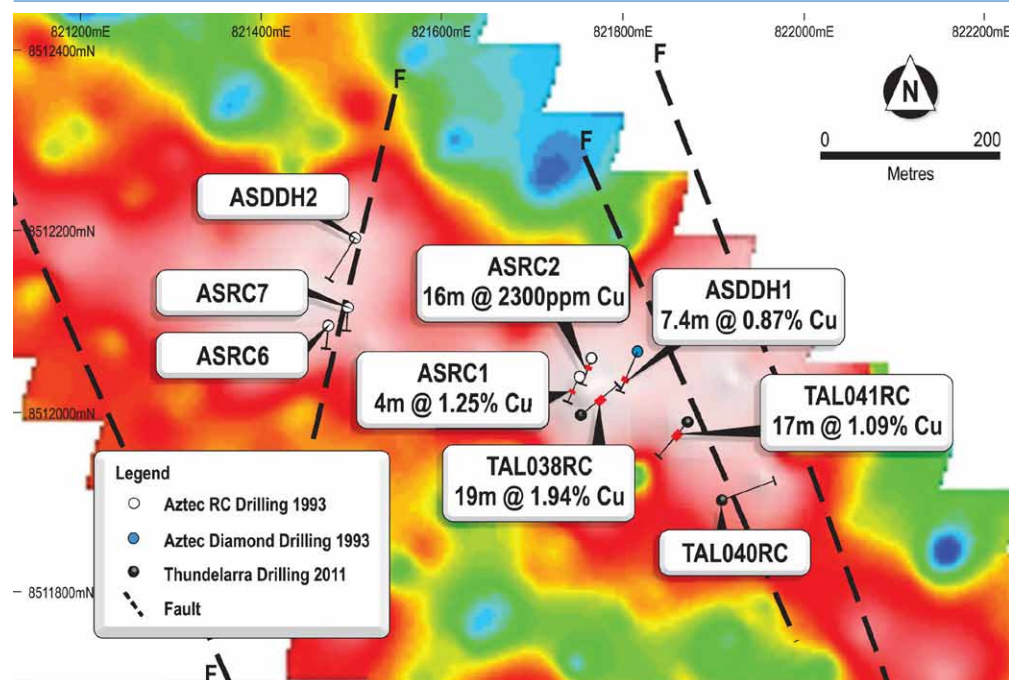 821200mE
821400mE
821600mE
821800mE
822000mE
822200mE
8512400mN
F
F
F
N
0 200
Metres
ASDDH2
8512200mN
ASRC2
16m @ 2300ppm Cu
ASDDH1
7.4m @ 0.87% Cu
ASRC7
ASRC6
ASRC1
4m @ 1.25% Cu
TAL041RC
17m @ 1.09% Cu
8512000mN
TAL038RC
19m @ 1.94% Cu
TAL040RC
Legend
Aztec RC Drilling 1993
Aztec Diamond Drilling 1993
Thundelarra Drilling 2011
Fault
8511800mN
F